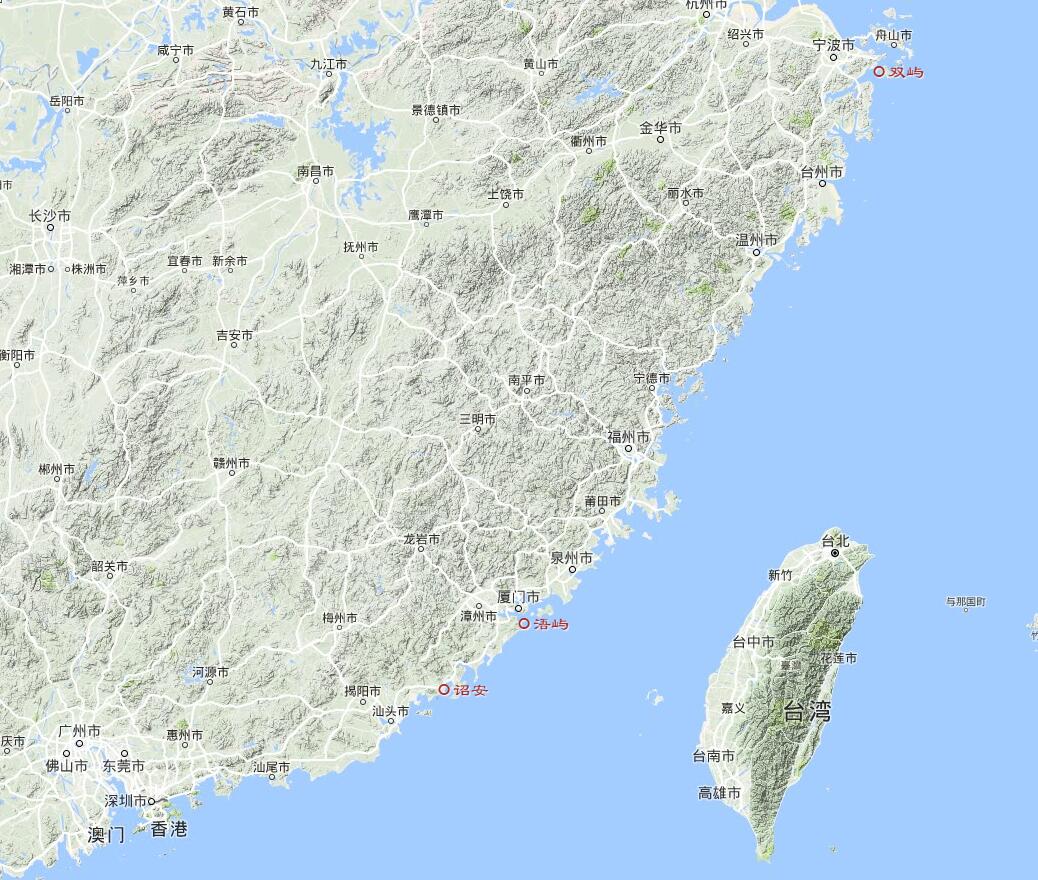 杭州市
黄石市
绍兴市
舟山市
宁波市
咸宁市
九江市
黄山市
双屿
岳阳市
景德镇市
金华市
衢州市
南昌市
台州市
市
丽水市
上饶市
长沙市
鹰潭市
温州市
抚州市
湘潭市
株洲市
宜春市
新余市
萍乡市
吉安市
衡阳市
南平市
宁德市
三明市
福州市
郴州市
赣州市
莆田市
龙岩市
台北
泉州市
韶关市
新竹
厦门市
与那国町
漳州市
梅州市
浯屿
竹
台中市
花莲市
臺灣
河源市
揭阳市
诏安
嘉义
台湾
汕头市
广州市
惠州市
庆市
台南市
佛山市
东莞市
汕尾市
高雄市
深圳市
澳门
香港